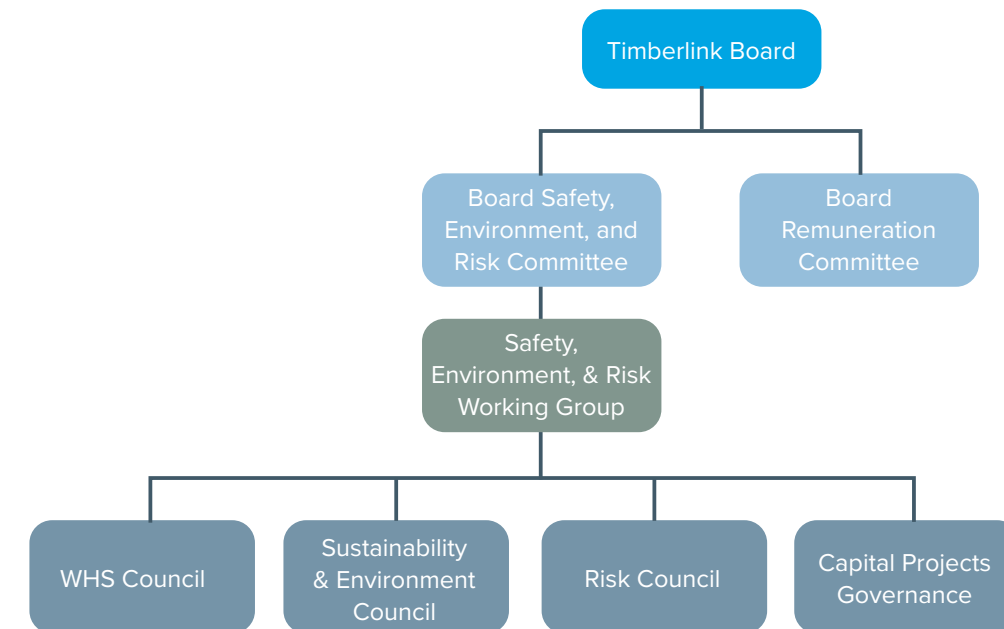 Timberlink Board
Board Safety,
Environment, and
Risk Committee
Board
Remuneration
Committee
Safety,
Environment, & Risk
Working Group
WHS Council
Sustainability
& Environment
Council
Risk Council
Capital Projects
Governance